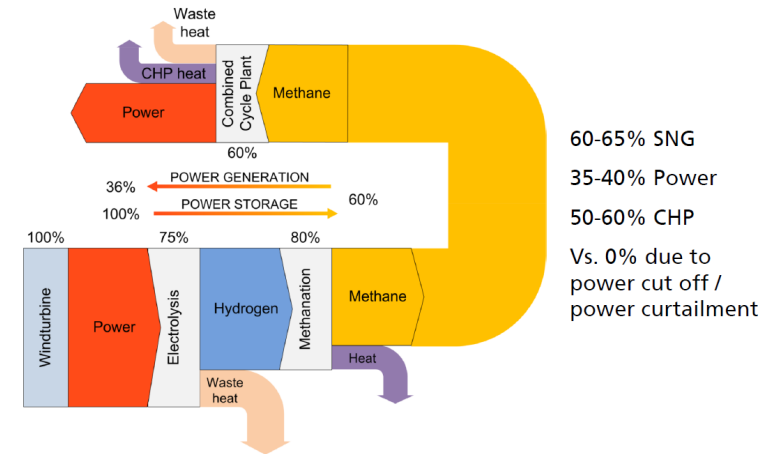 Waste
heat
CHP heat
Power
Combined
Cycle Plant
Methane
60%
POWER GENERATION
36%
POWER STORAGE
100%
60%
100%
75%
80%
Windturbine
Power
Electrolysis
Hydrogen
Methanation
Methane
Waste
heat
Heat
60-65% SNG
35-40% Power
50-60% CHP
Vs. 0% due to
power cut off /
power curtailment